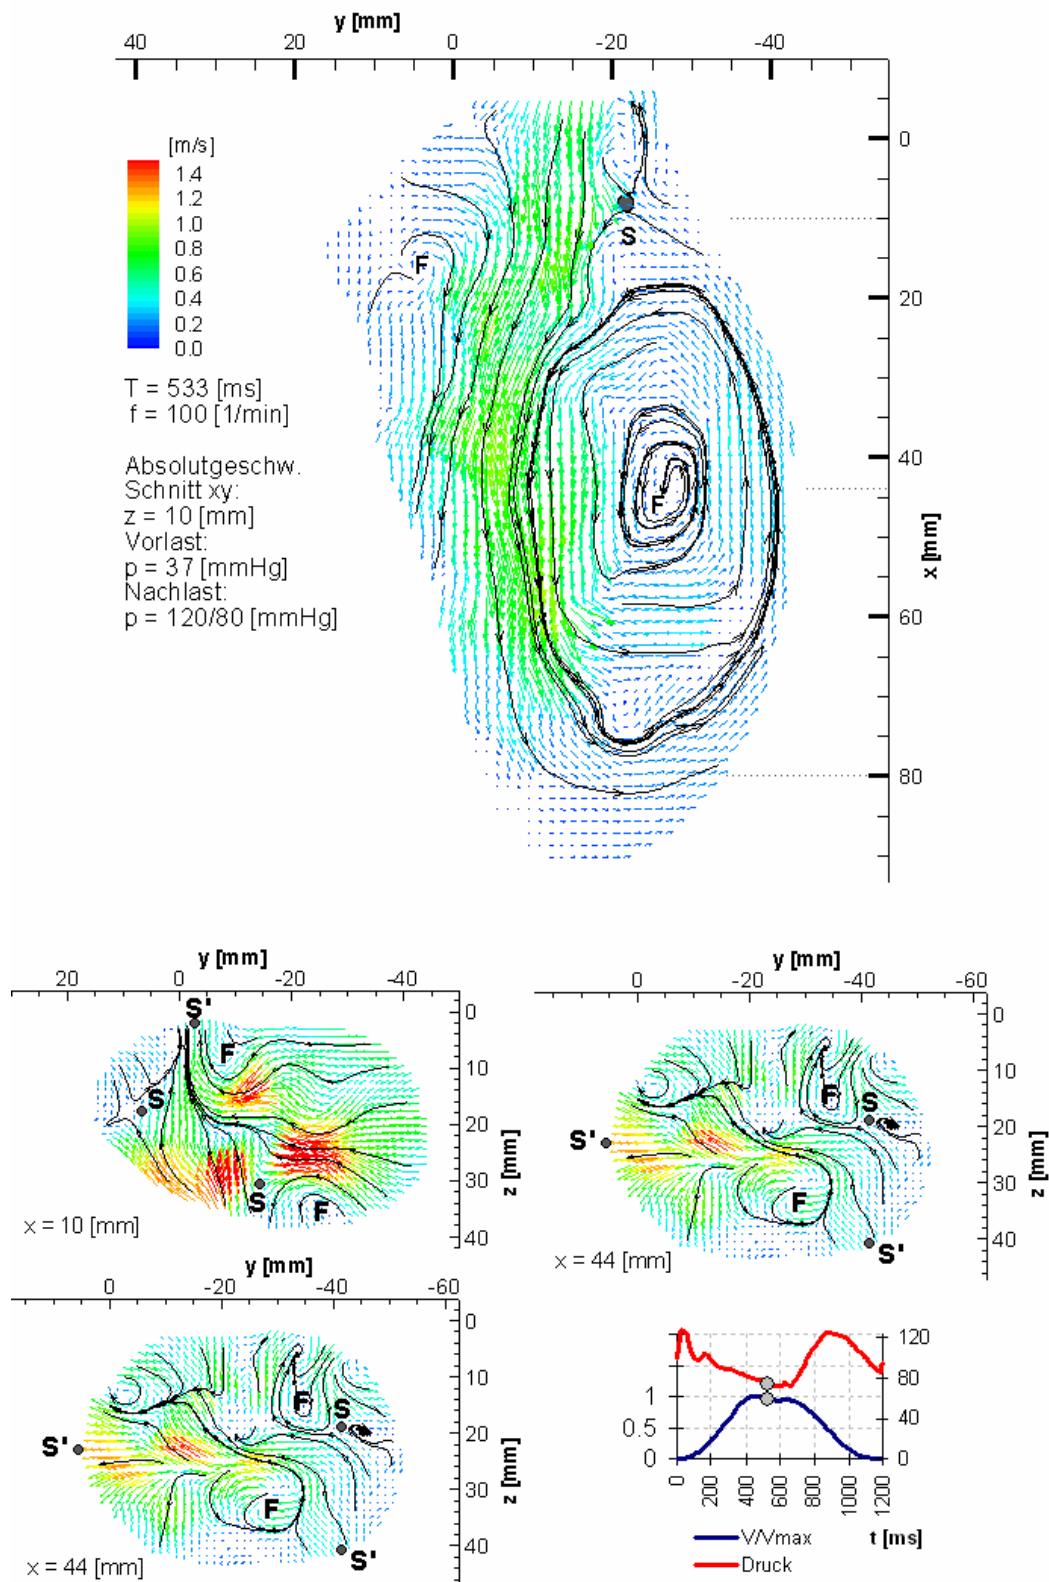 y [mm]
40 20 0 -20 -40
[m/s]
1.4
1.2
1.0
0.8
0.6
0.4
0.2
0.0
0
20
40
60
80
x [mm]
S
F
F
T = 533 [ms]
f = 100 [1/min]
Absolutgeschw.
Schnitt xy:
z = 10 [mm]
Vorlast:
p = 37 [mmHg]
Nachlast:
p = 120/80 [mmHg]
y [mm]
20 0 -20 -40
0
10
20
30
40
z [mm]
S'
F
S
S
F
x = 10 [mm]
y [mm]
0 -20 -40 -60
0
10
20
30
40
z [mm]
F
S
S'
F
S'
x = 44 [mm]
y [mm]
0 -20 -40 -60
0
10
20
30
40
z [mm]
F
S
S'
F
S'
x = 44 [mm]
120
80
40
0
1
0.5
0
0 200 400 600 800 1000 1200
V/Vmax t [ms]
Druck